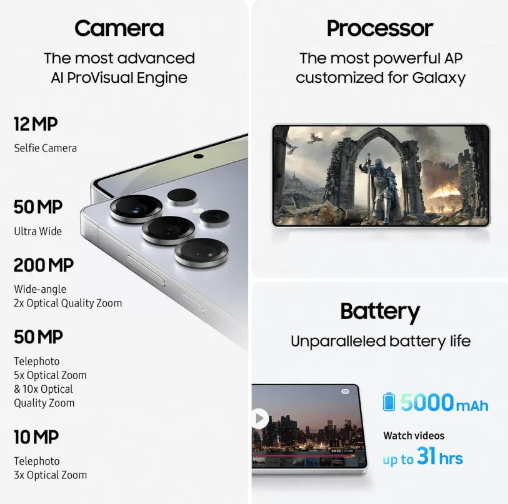 Camera
The most advanced
AI ProVisual Engine
12 MP
Selfie Camera
50 MP
Ultra Wide
200 MP
Wide-angle
2x Optical Quality Zoom
50 MP
Telephoto
5x Optical Zoom
& 10x Optical
Quality Zoom
10 MP
Telephoto
3x Optical Zoom
Processor
The most powerful AP
customized for Galaxy
Battery
Unparalleled battery life
5000 mAh
Watch videos
up to 31 hrs